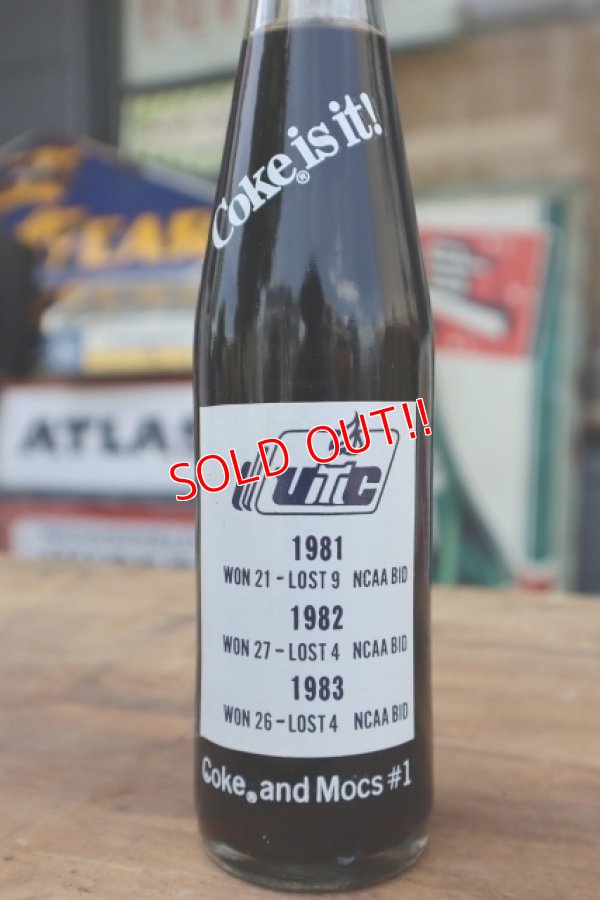 Coke® is it!
ATLAS
SOLD OUT!!
UTC
1981
WON 21 - LOST 9 NCAA BID
1982
WON 27 - LOST 4 NCAA BID
1983
WON 26 - LOST 4 NCAA BID
Coke® and Mocs #1